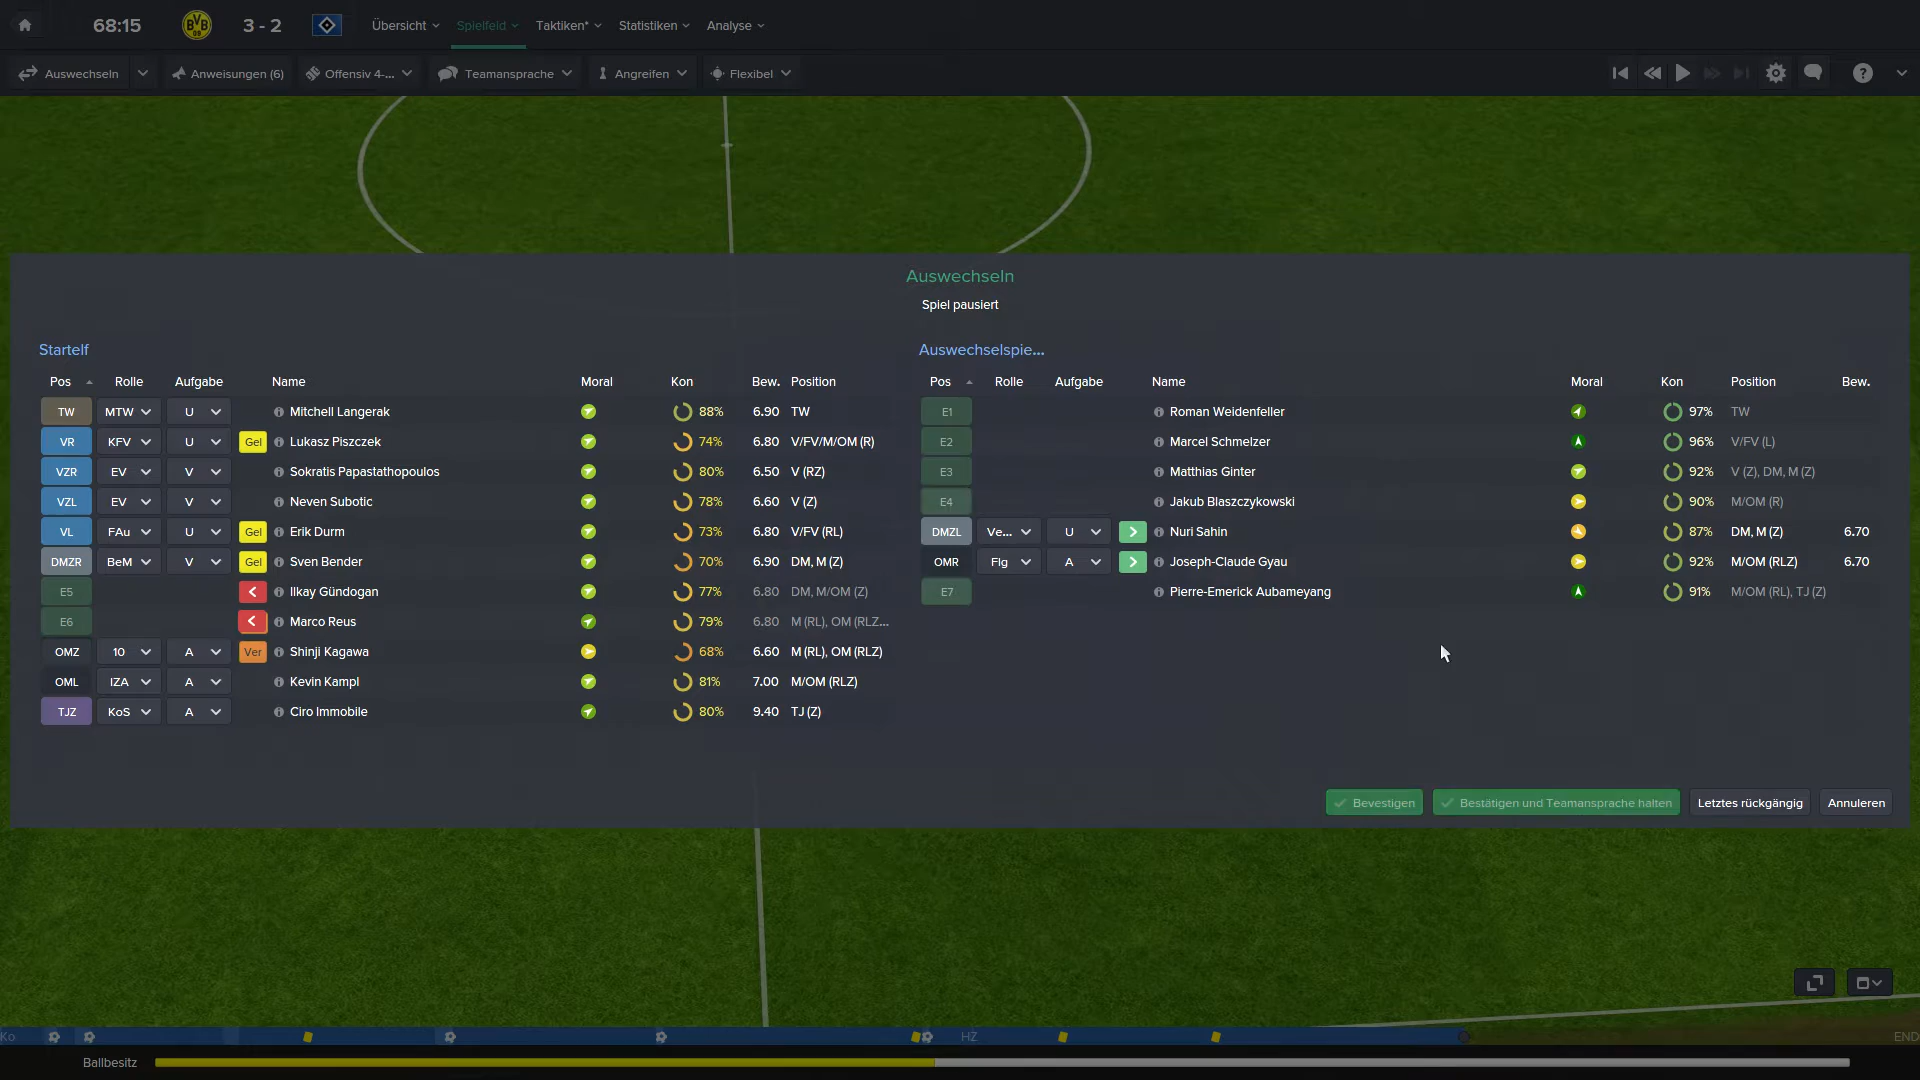 68:15 3 - 2 Übersicht Spielfeld Taktiken* Statistiken Analyse
Auswechseln Anweisungen (6) Offensiv 4-... Teamansprache Angreifen Flexibel
Auswechseln
Spiel pausiert
Startelf
Pos Rolle Aufgabe Name Moral Kon Bew. Position
TW MTW U Mitchell Langerak 88% 6.90 TW
VR KFV U Gel Lukasz Piszczek 74% 6.80 V/FV/M/OM (R)
VZR EV V Sokratis Papastathopoulos 80% 6.50 V (RZ)
VZL EV V Neven Subotic 78% 6.60 V (Z)
VL FAu U Gel Erik Durm 73% 6.80 V/FV (RL)
DMZR BeM V Gel Sven Bender 70% 6.90 DM, M (Z)
E5 Ilkay Gündogan 77% 6.80 DM, M/OM (Z)
E6 Marco Reus 79% 6.80 M (RL), OM (RLZ...
OMZ 10 A Ver Shinji Kagawa 68% 6.60 M (RL), OM (RLZ)
OML IZA A Kevin Kampl 81% 7.00 M/OM (RLZ)
TJZ KoS A Ciro Immobile 80% 9.40 TJ (Z)
Auswechselspie...
Pos Rolle Aufgabe Name Moral Kon Position Bew.
E1 Roman Weidenfeller 97% TW
E2 Marcel Schmelzer 96% V/FV (L)
E3 Matthias Ginter 92% V (Z), DM, M (Z)
E4 Jakub Blaszczykowski 90% M/OM (R)
DMZL Ve... U Nuri Sahin 87% DM, M (Z) 6.70
OMR Flg A Joseph-Claude Gyau 92% M/OM (RLZ) 6.70
E7 Pierre-Emerick Aubameyang 91% M/OM (RL), TJ (Z)
Bevestigen Bestätigen und Teamansprache halten Letztes rückgängig Annuleren
Ko HZ END
Ballbesitz